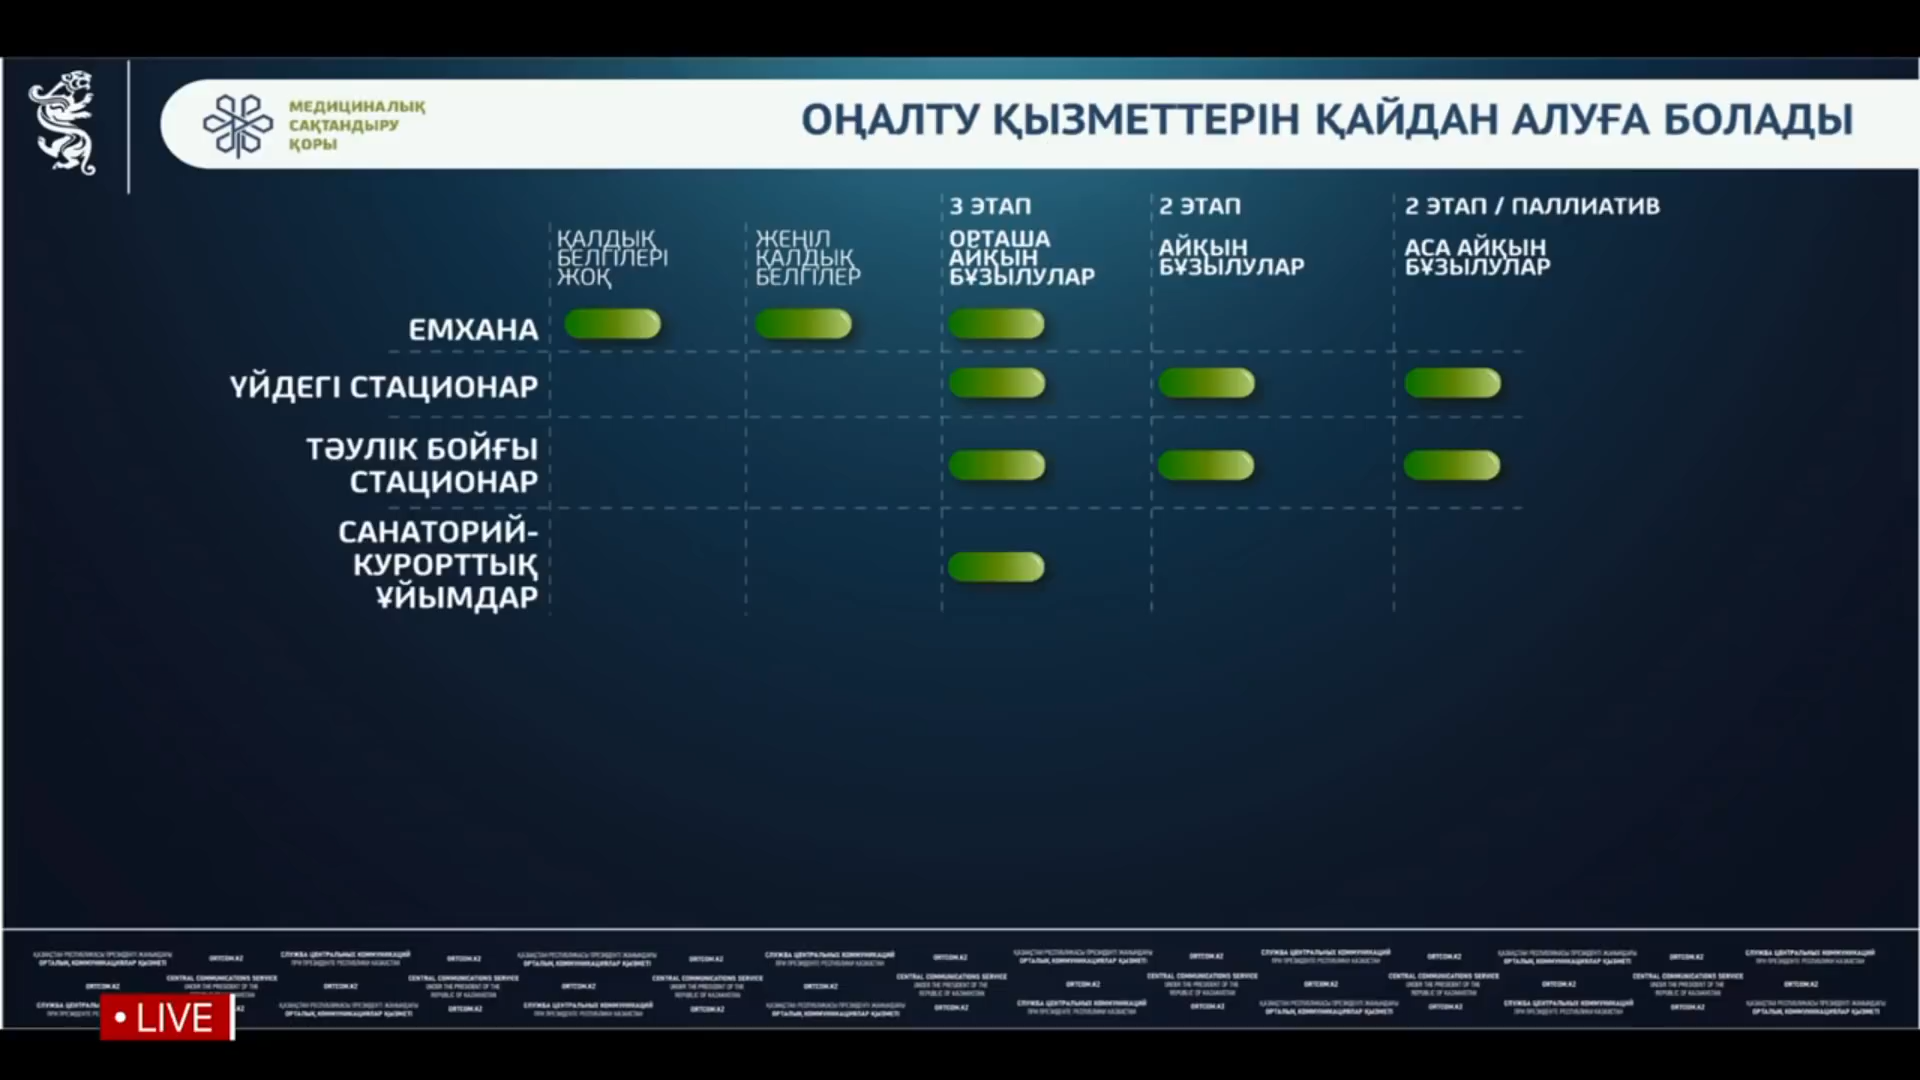 МЕДИЦИНАЛЫҚ
САҚТАНДЫРУ
ҚОРЫ
ОҢАЛТУ ҚЫЗМЕТТЕРІН ҚАЙДАН АЛУҒА БОЛАДЫ
3 ЭТАП
2 ЭТАП
2 ЭТАП / ПАЛЛИАТИВ
ҚАЛДЫҚ
БЕЛГІЛЕРІ
ЖОҚ
ЖЕҢІЛ
ҚАЛДЫҚ
БЕЛГІЛЕР
ОРТАША
АЙҚЫН
БҰЗЫЛУЛАР
АЙҚЫН
БҰЗЫЛУЛАР
АСА АЙҚЫН
БҰЗЫЛУЛАР
ЕМХАНА
ҮЙДЕГІ СТАЦИОНАР
ТӘУЛІК БОЙҒЫ
СТАЦИОНАР
САНАТОРИЙ-
КУРОРТТЫҚ
ҰЙЫМДАР
• LIVE